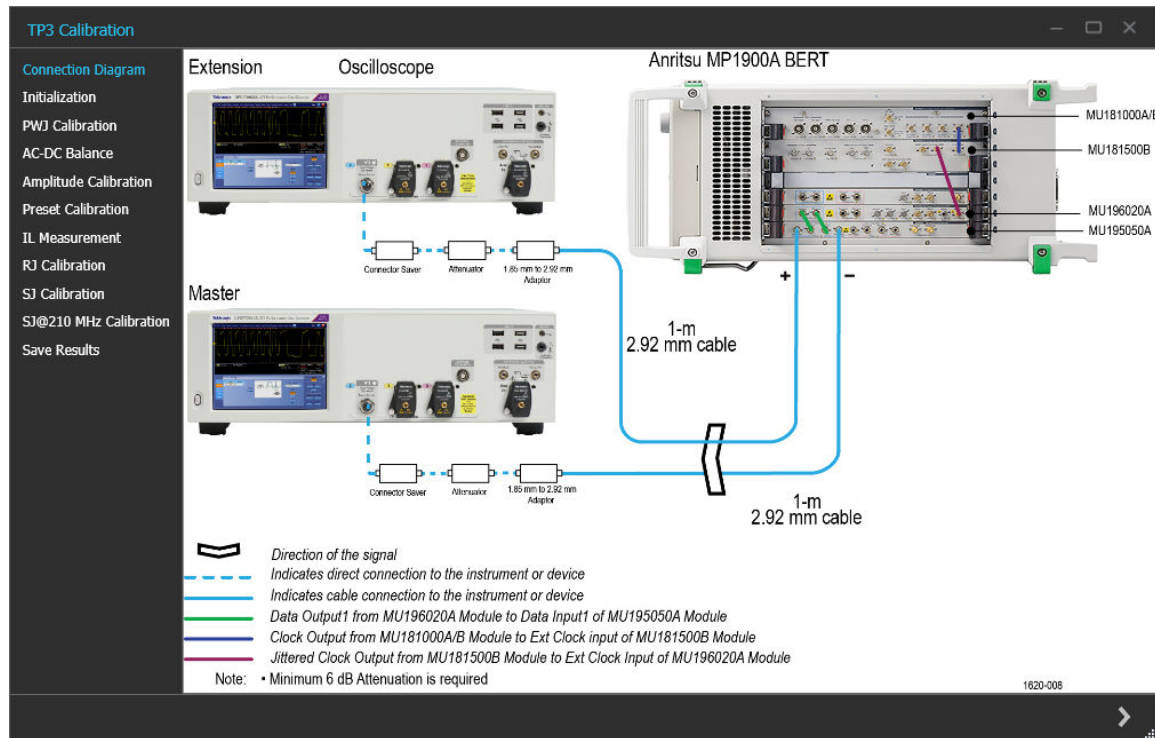 TP3 Calibration
Connection Diagram
Initialization
PWJ Calibration
AC-DC Balance
Amplitude Calibration
Preset Calibration
IL Measurement
RJ Calibration
SJ Calibration
SJ@210 MHz Calibration
Save Results
Extension
Oscilloscope
Anritsu MP1900A BERT
MU181000A/B
MU181500B
MU196020A
MU195050A
Connector Saver
Attenuator
1.85 mm to 2.92 mm
Adaptor
+
−
Master
1-m
2.92 mm cable
Connector Saver
Attenuator
1.85 mm to 2.92 mm
Adaptor
1-m
2.92 mm cable
Direction of the signal
Indicates direct connection to the instrument or device
Indicates cable connection to the instrument or device
Data Output1 from MU196020A Module to Data Input1 of MU195050A Module
Clock Output from MU181000A/B Module to Ext Clock input of MU181500B Module
Jittered Clock Output from MU181500B Module to Ext Clock Input of MU196020A Module
Note: • Minimum 6 dB Attenuation is required
1620-008